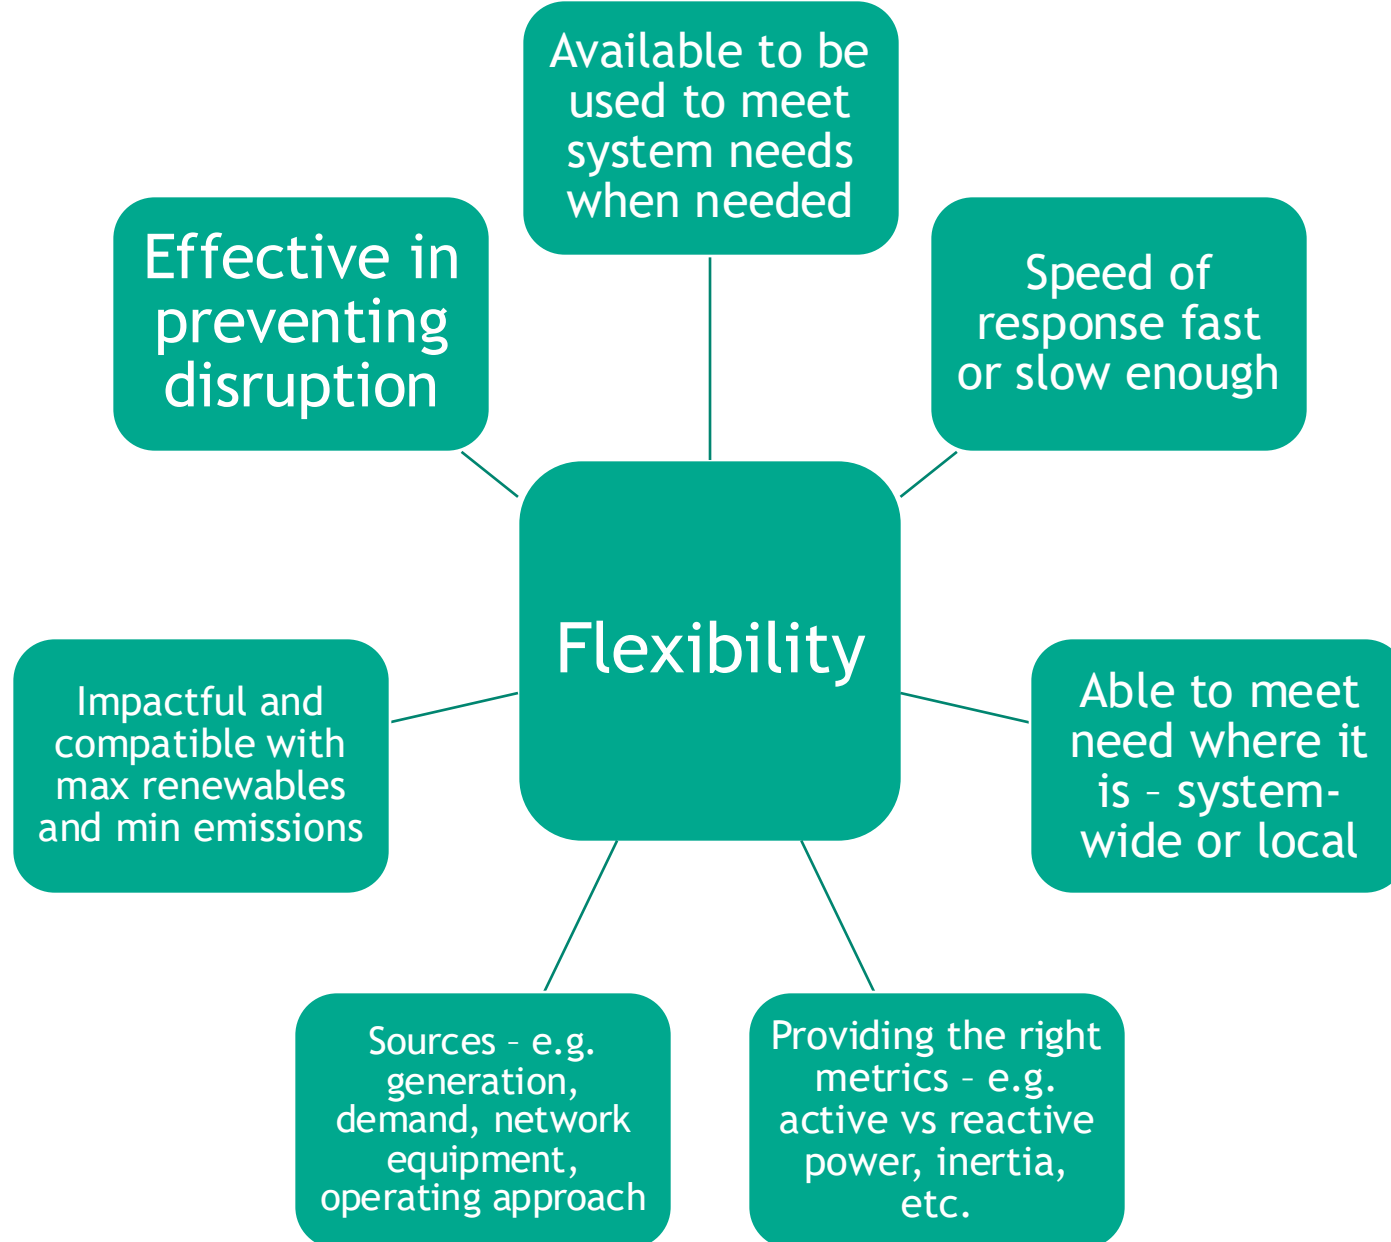 Available to be
used to meet
system needs
when needed
Effective in
preventing
disruption
Speed of
response fast
or slow enough
Flexibility
Impactful and
compatible with
max renewables
and min emissions
Able to meet
need where it
is – system-
wide or local
Sources – e.g.
generation,
demand, network
equipment,
operating approach
Providing the right
metrics – e.g.
active vs reactive
power, inertia,
etc.